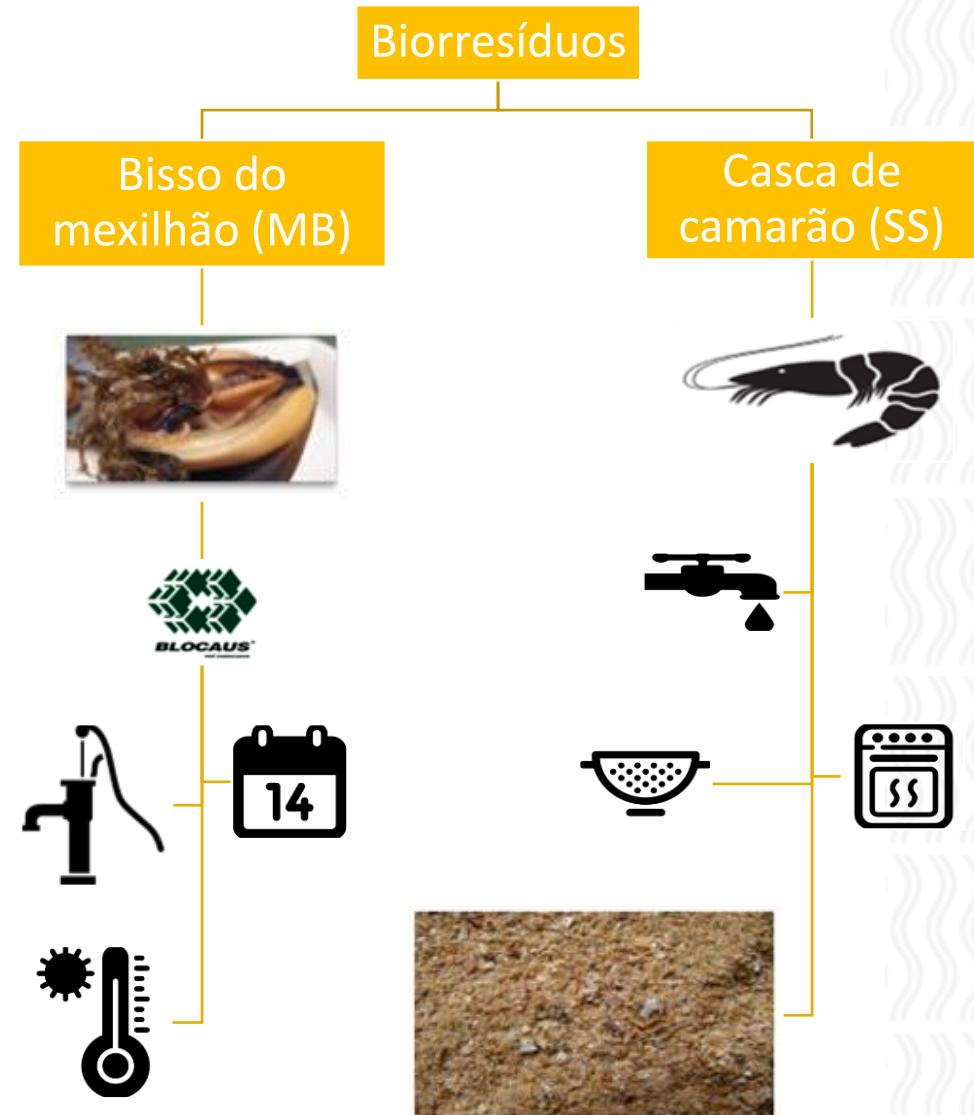 Biorresíduos
Bisso do
mexilhão (MB)
Casca de
camarão (SS)
BLOCAUS
14